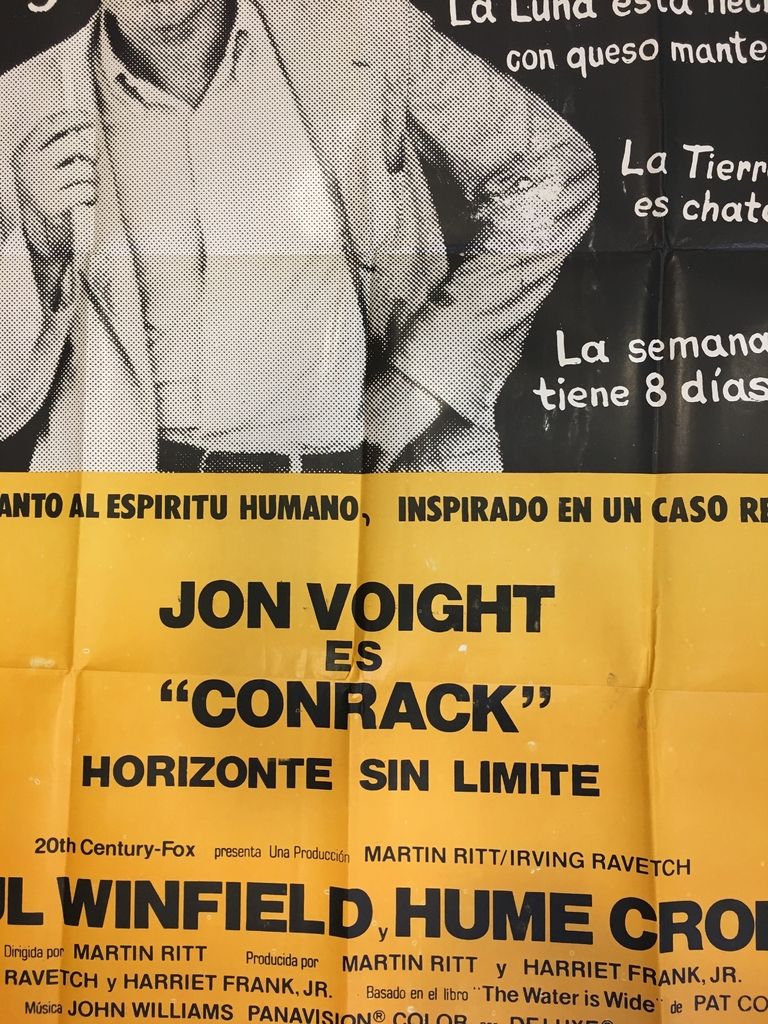 La Luna está hec
con queso mante
La Tierr
es chata
La semana
tiene 8 días
ANTO AL ESPIRITU HUMANO, INSPIRADO EN UN CASO RE
JON VOIGHT
ES
"CONRACK"
HORIZONTE SIN LIMITE
20th Century-Fox presenta Una Producción MARTIN RITT/IRVING RAVETCH
UL WINFIELD y HUME CRO
Dirigida por MARTIN RITT Producida por MARTIN RITT y HARRIET FRANK, JR.
RAVETCH y HARRIET FRANK, JR. Basado en el libro "The Water is Wide" de PAT CO
Música JOHN WILLIAMS PANAVISION® COLOR por DELUXE®